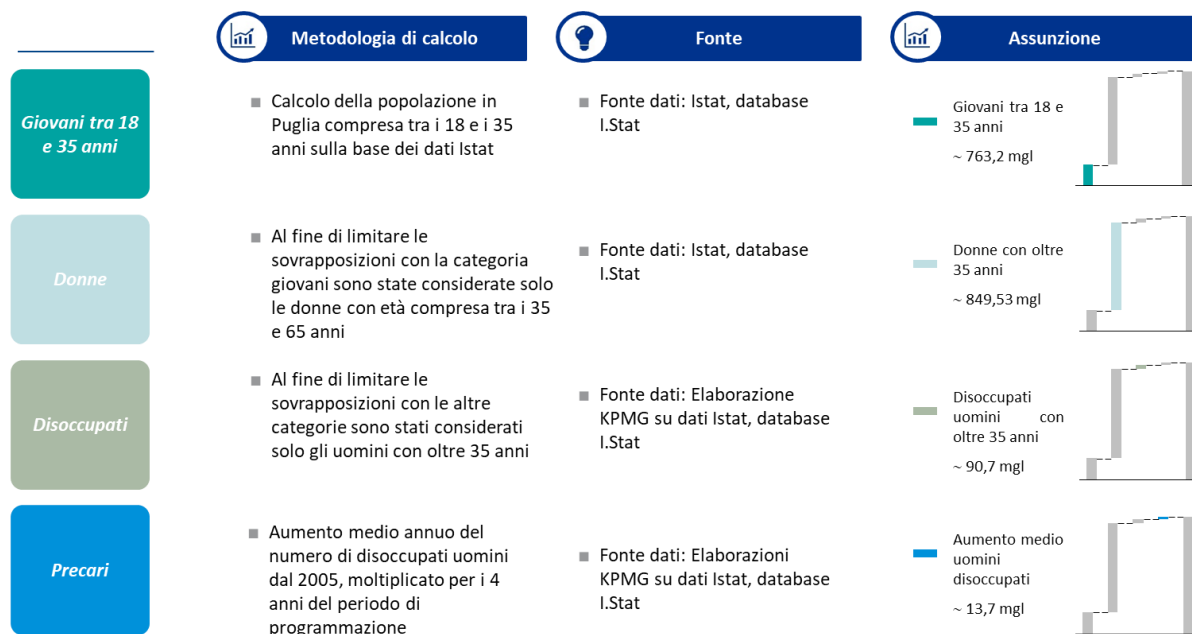 Metodologia di calcolo
Fonte
Assunzione
Giovani tra 18
e 35 anni
Calcolo della popolazione in
Puglia compresa tra i 18 e i 35
anni sulla base dei dati Istat
Fonte dati: Istat, database
I.Stat
Giovani tra 18 e
35 anni
~ 763,2 mgl
Donne
Al fine di limitare le
sovrapposizioni con la categoria
giovani sono state considerate solo
le donne con età compresa tra i 35
e 65 anni
Fonte dati: Istat, database
I.Stat
Donne con oltre
35 anni
~ 849,53 mgl
Disoccupati
Al fine di limitare le
sovrapposizioni con le altre
categorie sono stati considerati
solo gli uomini con oltre 35 anni
Fonte dati: Elaborazione
KPMG su dati Istat, database
I.Stat
Disoccupati
uomini con
oltre 35 anni
~ 90,7 mgl
Precari
Aumento medio annuo del
numero di disoccupati uomini
dal 2005, moltiplicato per i 4
anni del periodo di
programmazione
Fonte dati: Elaborazioni
KPMG su dati Istat, database
I.Stat
Aumento medio
uomini
disoccupati
~ 13,7 mgl